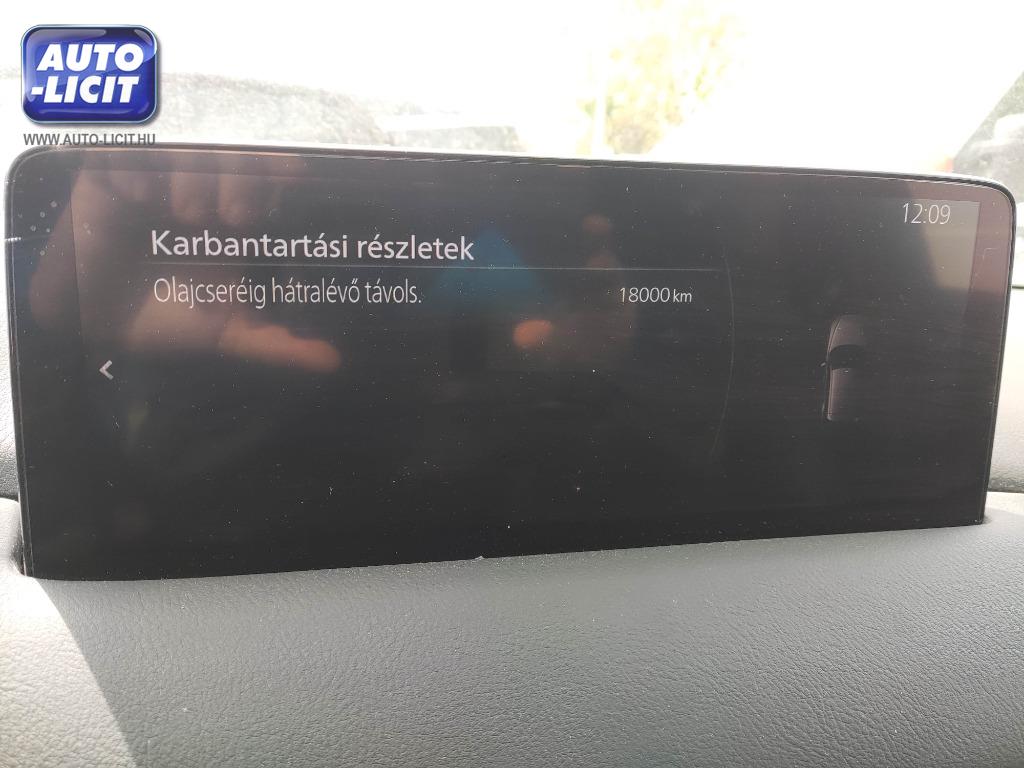 AUTO
-LICIT
WWW.AUTO-LICIT.HU
12:09
Karbantartási részletek
Olajcseréig hátralévő távols. 18000 km